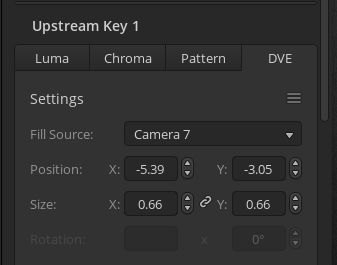 Upstream Key 1
Luma Chroma Pattern DVE
Settings
Fill Source: Camera 7
Position: X: -5.39 Y: -3.05
Size: X: 0.66 Y: 0.66
Rotation: x 0°